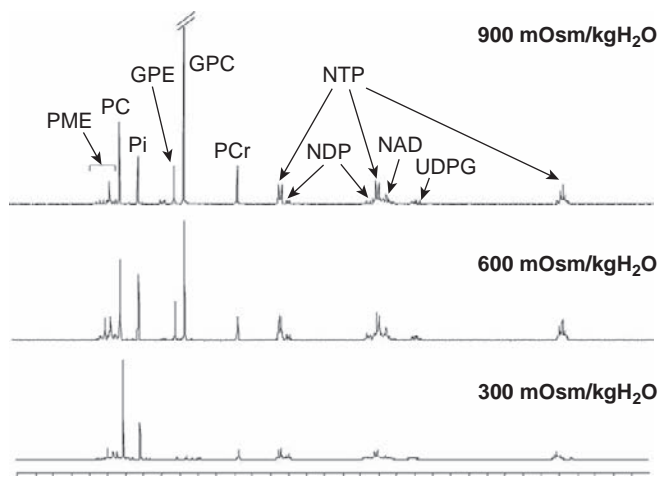 900 mOsm/kgH₂O
GPE
GPC
NTP
PC
PME
Pi
PCr
NDP
NAD
UDPG
600 mOsm/kgH₂O
300 mOsm/kgH₂O